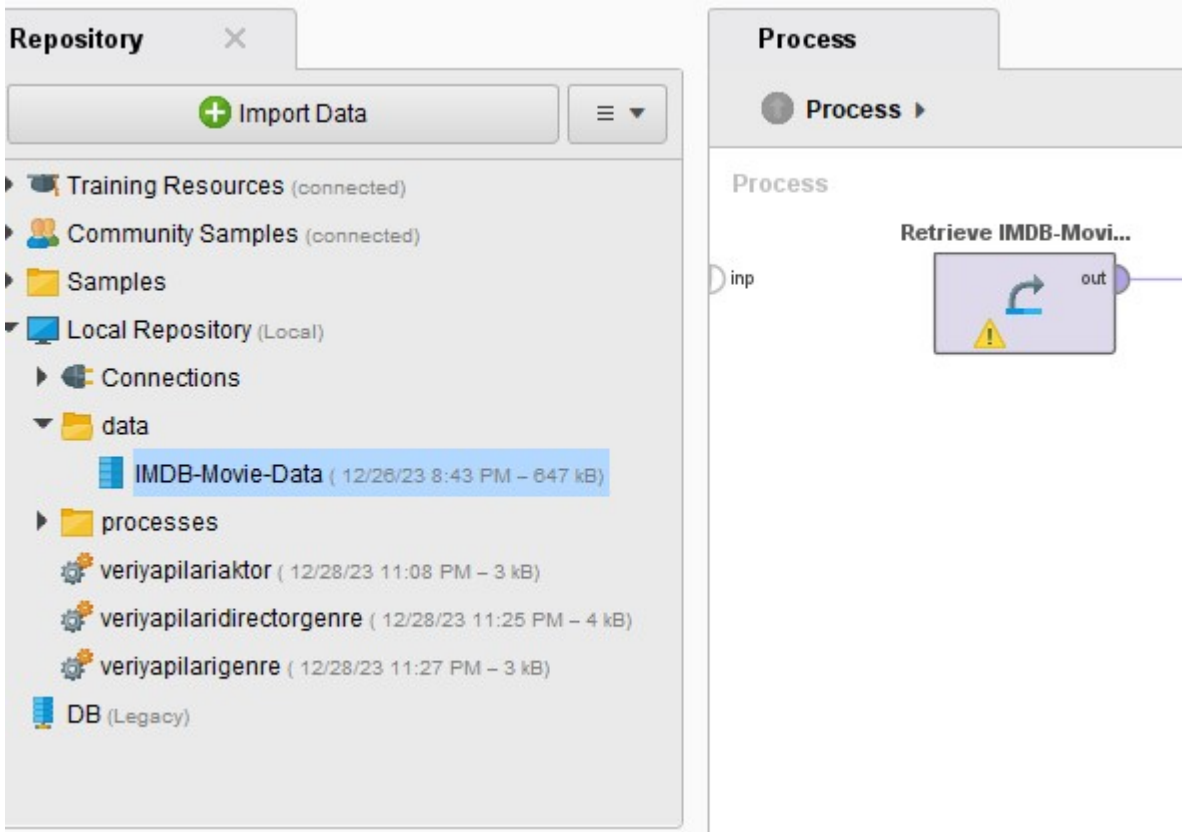 Repository
Import Data
Training Resources (connected)
Community Samples (connected)
Samples
Local Repository (Local)
Connections
data
IMDB-Movie-Data ( 12/26/23 8:43 PM – 647 kB)
processes
veriyapilariaktor ( 12/28/23 11:08 PM – 3 kB)
veriyapilaridirectorgenre ( 12/28/23 11:25 PM – 4 kB)
veriyapilarigenre ( 12/28/23 11:27 PM – 3 kB)
DB (Legacy)
Process
Process
Process
Retrieve IMDB-Movi...
inp
out